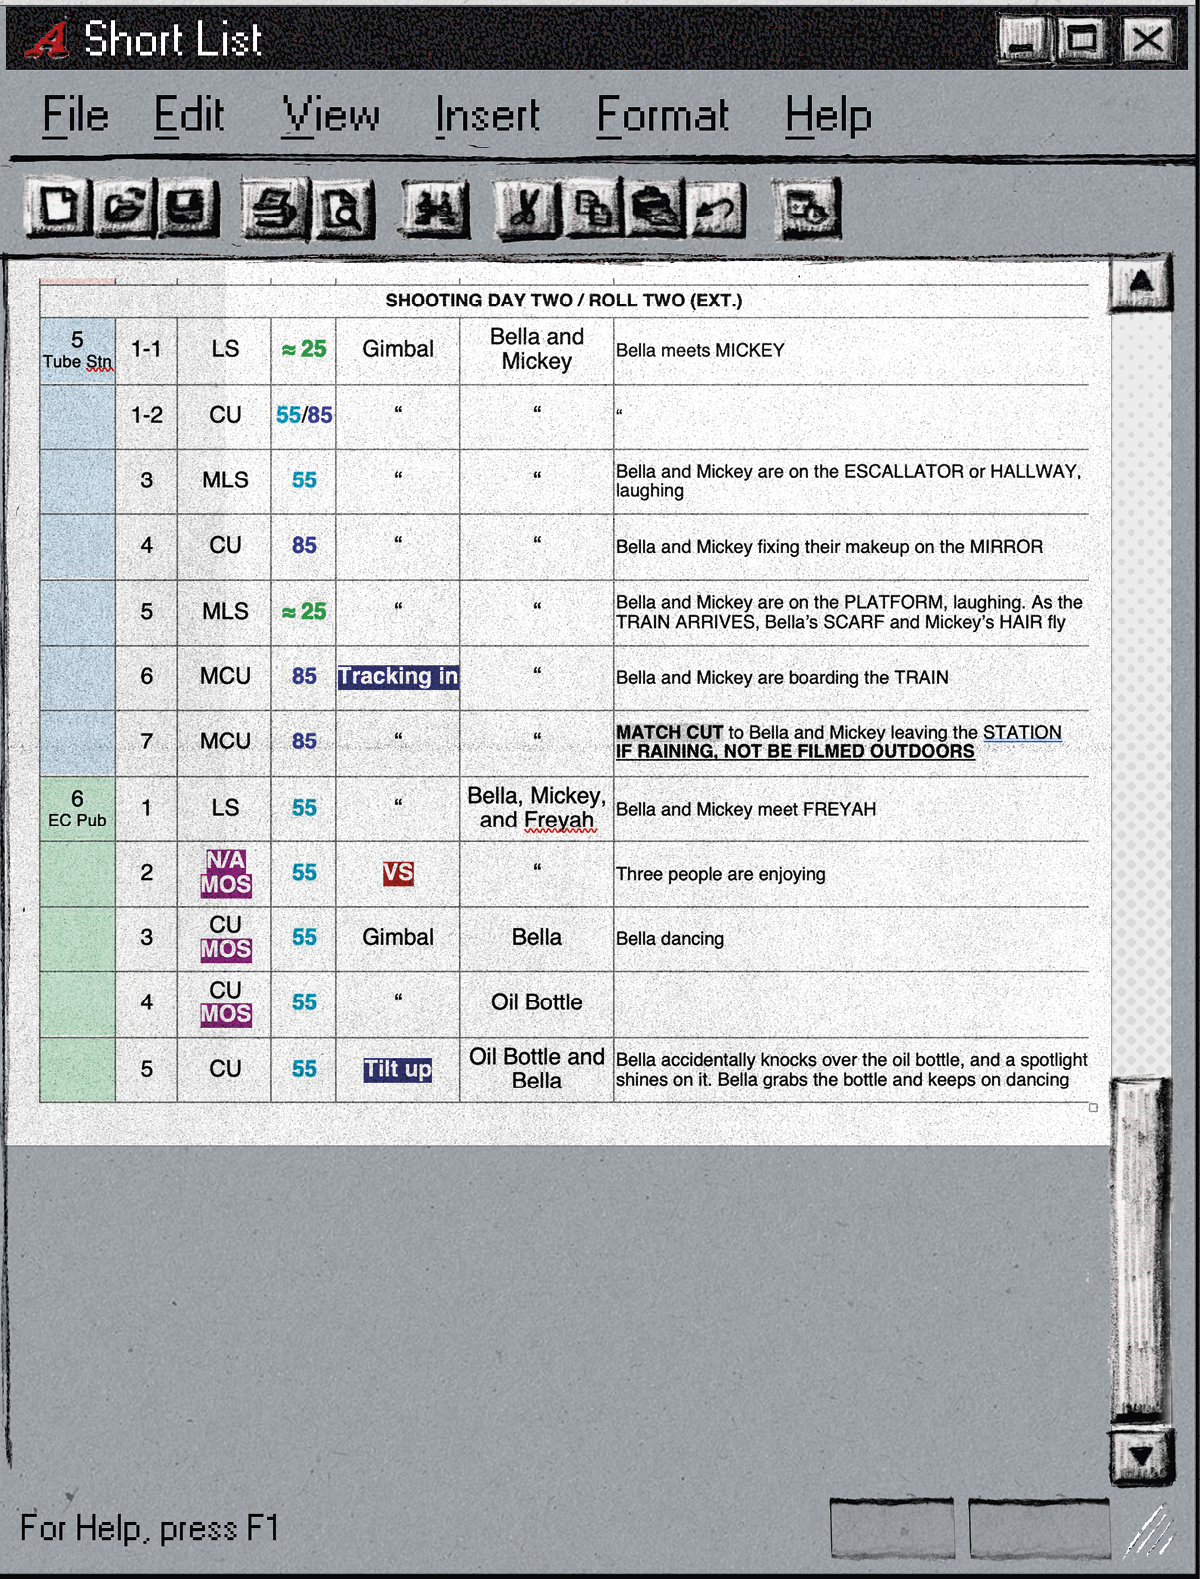 A Short List
File Edit View Insert Format Help
SHOOTING DAY TWO / ROLL TWO (EXT.)
5
Tube Stn
1-1
LS
≈ 25
Gimbal
Bella and
Mickey
Bella meets MICKEY
1-2
CU
55/85
“
“
“
3
MLS
55
“
“
Bella and Mickey are on the ESCALLATOR or HALLWAY,
laughing
4
CU
85
“
“
Bella and Mickey fixing their makeup on the MIRROR
5
MLS
≈ 25
“
“
Bella and Mickey are on the PLATFORM, laughing. As the
TRAIN ARRIVES, Bella’s SCARF and Mickey’s HAIR fly
6
MCU
85
Tracking in
“
Bella and Mickey are boarding the TRAIN
7
MCU
85
“
“
MATCH CUT to Bella and Mickey leaving the STATION
IF RAINING, NOT BE FILMED OUTDOORS
6
EC Pub
1
LS
55
“
Bella, Mickey,
and Freyah
Bella and Mickey meet FREYAH
2
N/A
MOS
55
VS
“
Three people are enjoying
3
CU
MOS
55
Gimbal
Bella
Bella dancing
4
CU
MOS
55
“
Oil Bottle
5
CU
55
Tilt up
Oil Bottle and
Bella
Bella accidentally knocks over the oil bottle, and a spotlight
shines on it. Bella grabs the bottle and keeps on dancing
For Help, press F1